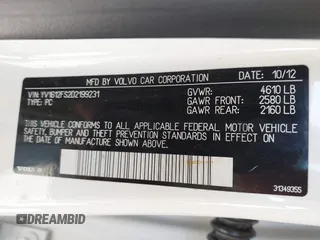 MFD. BY VOLVO CAR CORPORATION 10/12
VIN: YV1612FS2D2199231 GVWR: 4610 LB
TYPE: PC GAWR FRONT: 2580 LB
GAWR REAR: 2160 LB
THIS VEHICLE CONFORMS TO ALL APPLICABLE FEDERAL MOTOR VEHICLE
SAFETY, BUMPER AND THEFT PREVENTION STANDARDS IN EFFECT ON THE
DATE OF MANUFACTURE SHOWN ABOVE.
31349355
DREAMBID